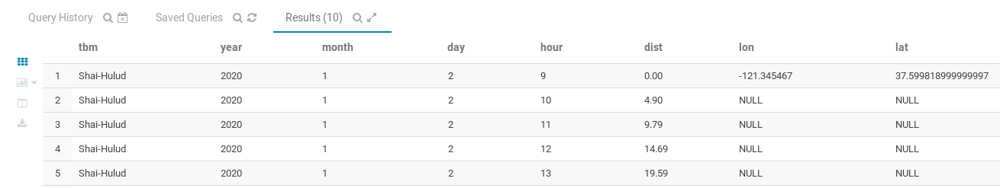 Query History Saved Queries Results (10)
tbm year month day hour dist lon lat
1 Shai-Hulud 2020 1 2 9 0.00 -121.345467 37.599818999999997
2 Shai-Hulud 2020 1 2 10 4.90 NULL NULL
3 Shai-Hulud 2020 1 2 11 9.79 NULL NULL
4 Shai-Hulud 2020 1 2 12 14.69 NULL NULL
5 Shai-Hulud 2020 1 2 13 19.59 NULL NULL